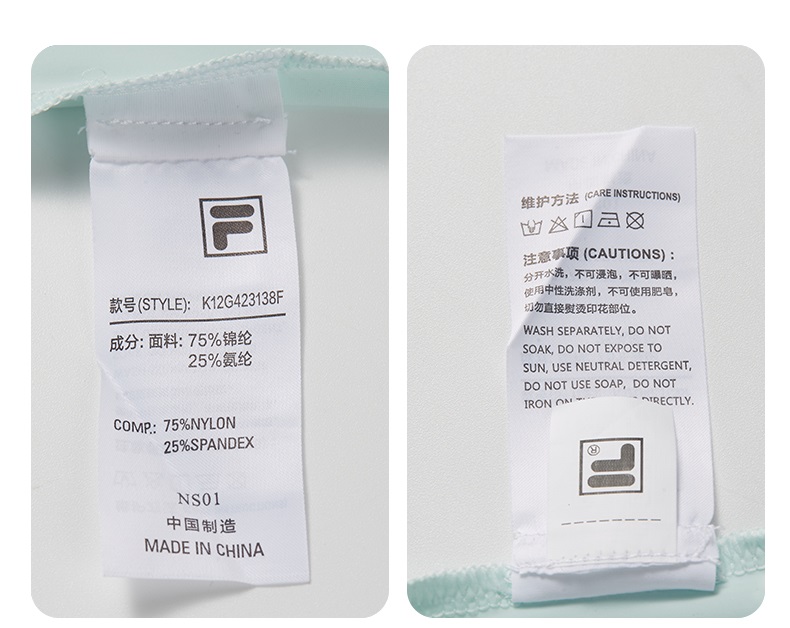 F
款号(STYLE): K12G423138F
成分: 面料: 75%锦纶
25%氨纶
COMP.: 75%NYLON
25%SPANDEX
NS01
中国制造
MADE IN CHINA
维护方法 (CARE INSTRUCTIONS)
注意事项 (CAUTIONS) :
分开水洗，不可浸泡，不可曝晒，
使用中性洗涤剂，不可使用肥皂，
切勿直接熨烫印花部位。
WASH SEPARATELY, DO NOT
SOAK, DO NOT EXPOSE TO
SUN, USE NEUTRAL DETERGENT,
DO NOT USE SOAP, DO NOT
IRON ON DIRECTLY.
F ®